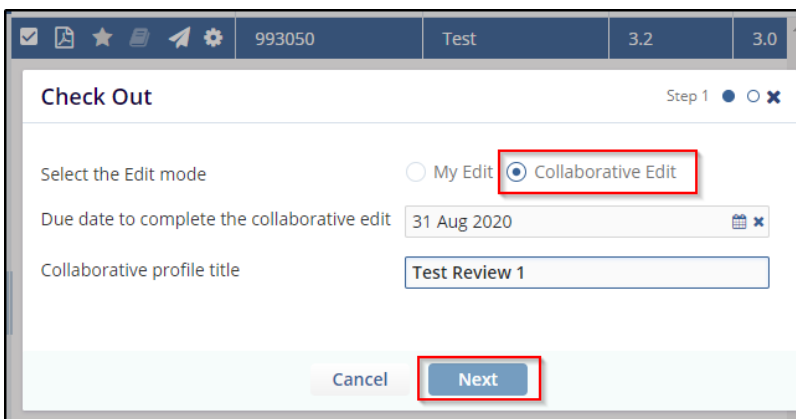 993050 Test 3.2 3.0
Check Out Step 1
Select the Edit mode My Edit Collaborative Edit
Due date to complete the collaborative edit 31 Aug 2020
Collaborative profile title Test Review 1
Cancel Next